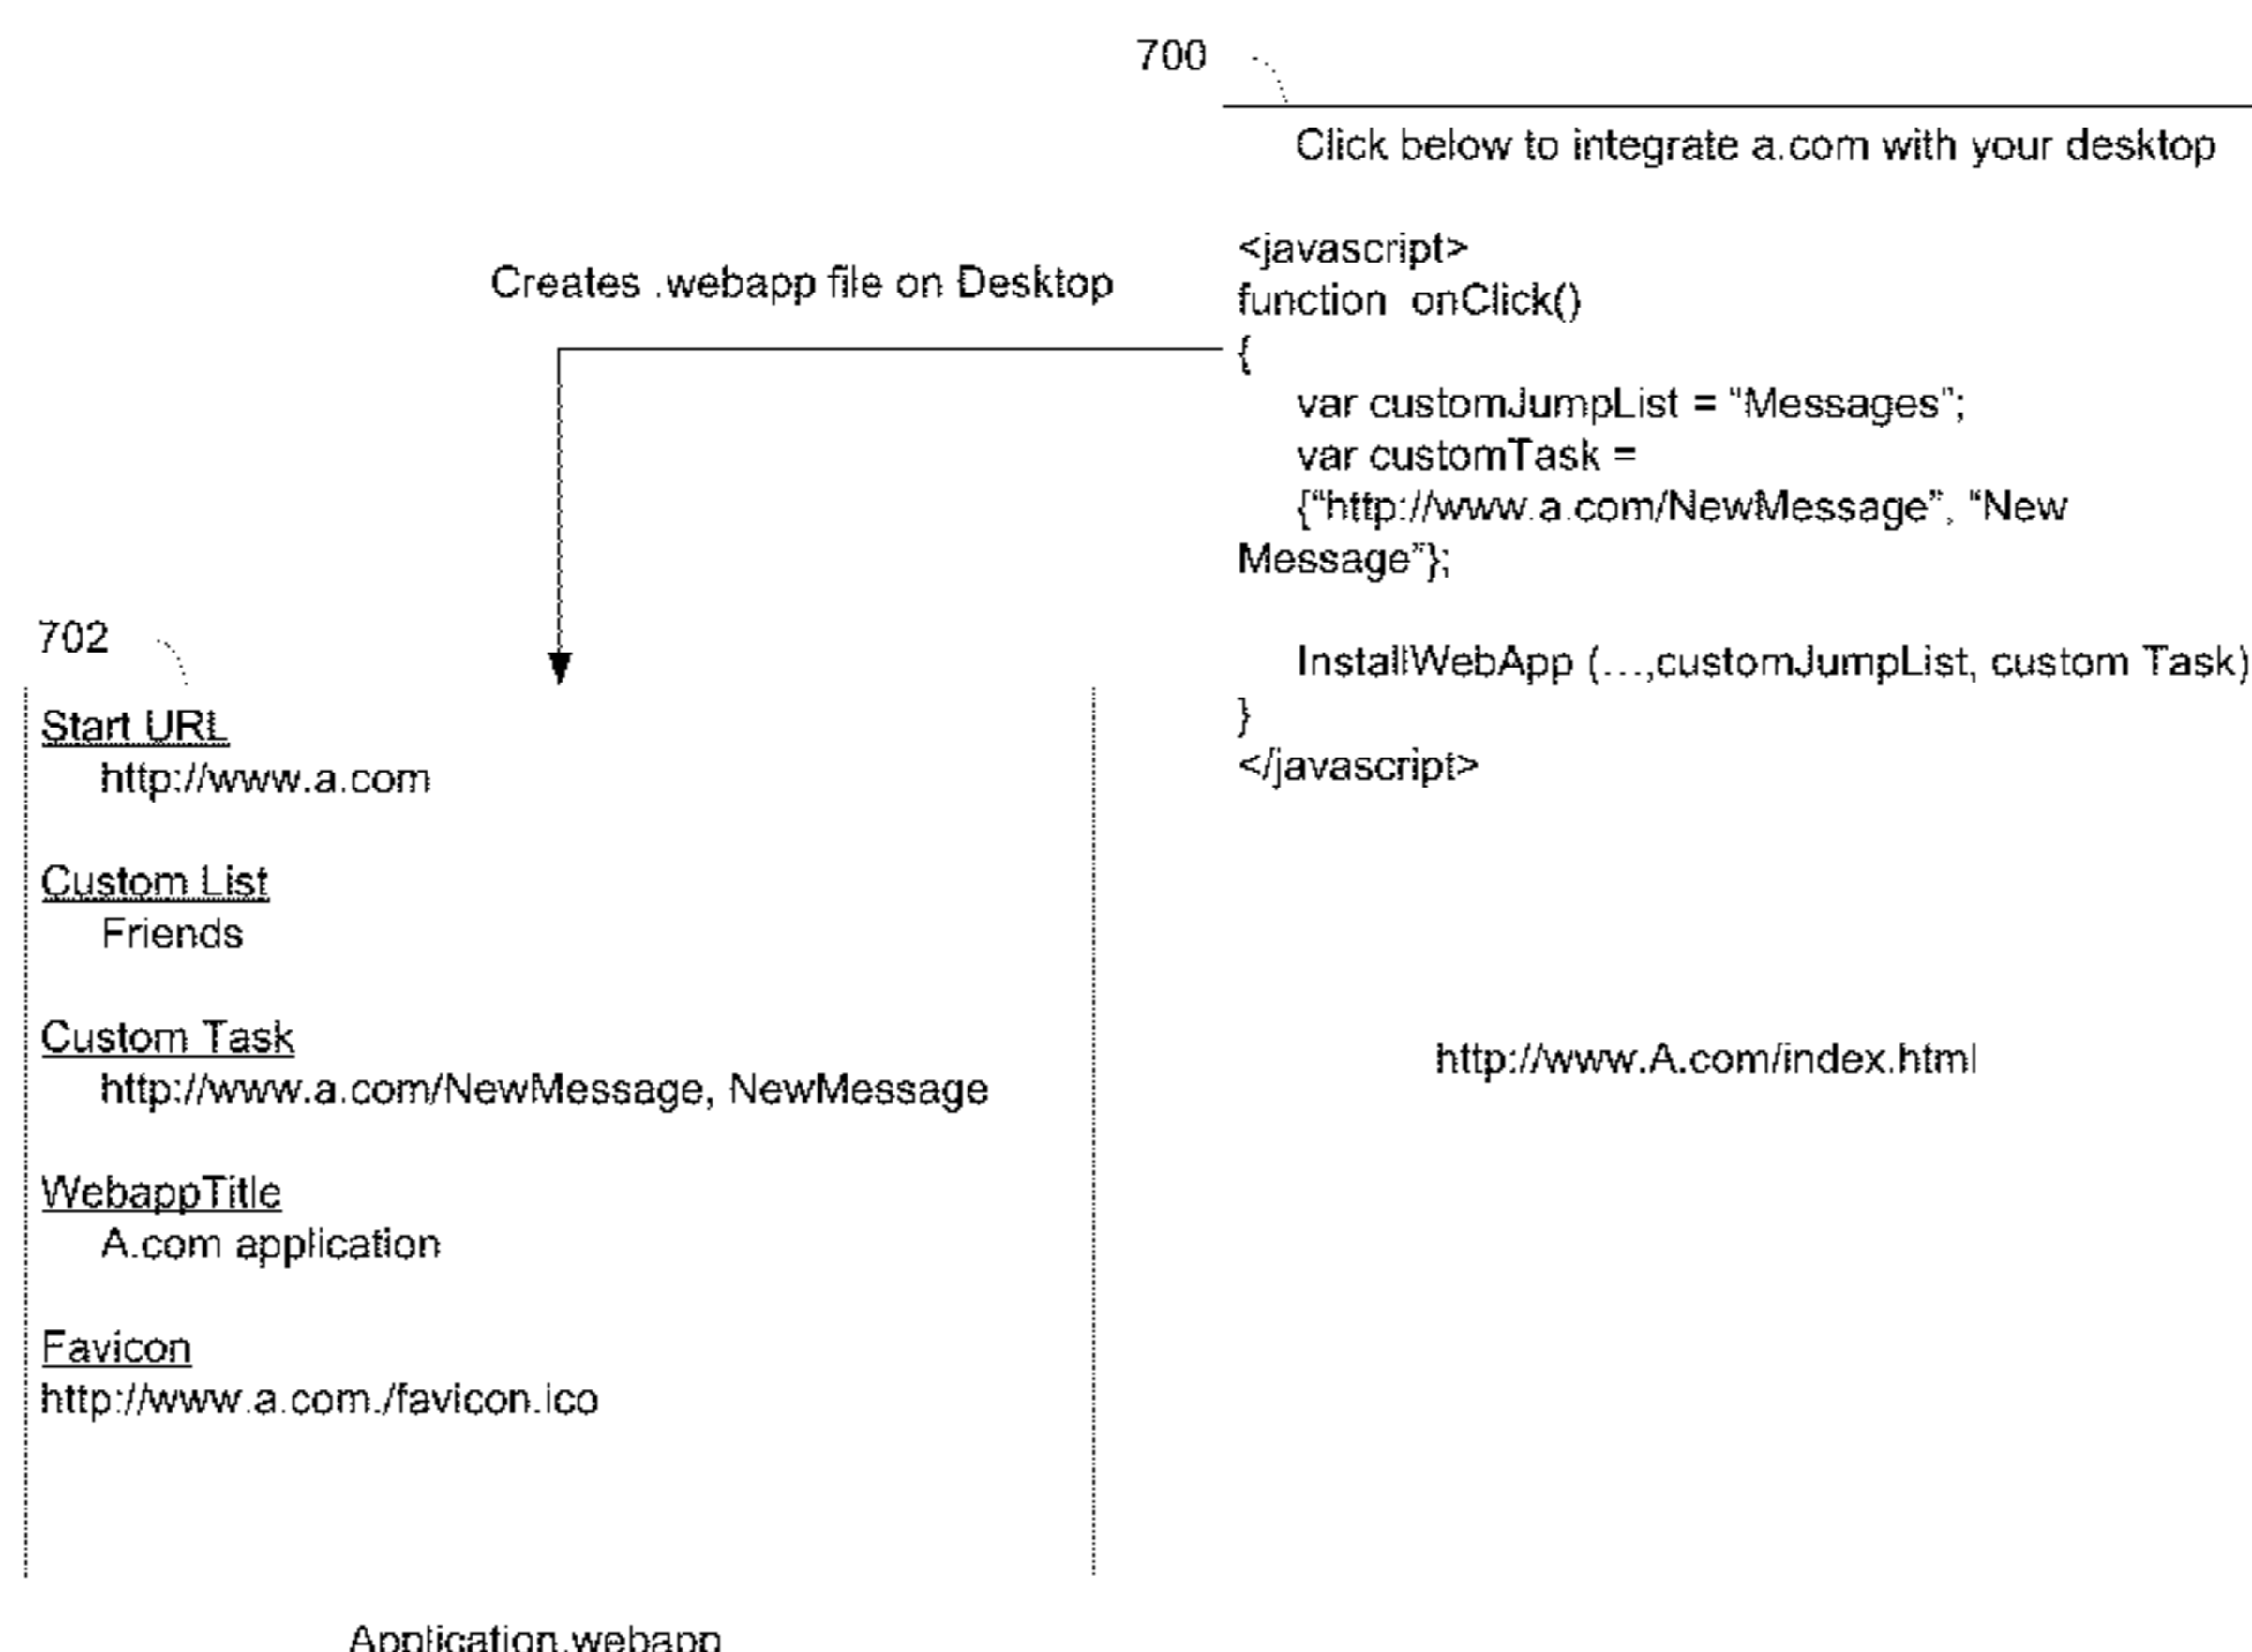 700
Click below to integrate a.com with your desktop
<javascript>
function onClick()
{
var customJumpList = “Messages”;
var customTask =
{“http://www.a.com/NewMessage”, “New
Message”};
InstallWebApp (...,customJumpList, custom Task)
}
</javascript>
http://www.A.com/index.html
Creates .webapp file on Desktop
702
Start URL
http://www.a.com
Custom List
Friends
Custom Task
http://www.a.com/NewMessage, NewMessage
WebappTitle
A.com application
Favicon
http://www.a.com./favicon.ico
Application.webapp